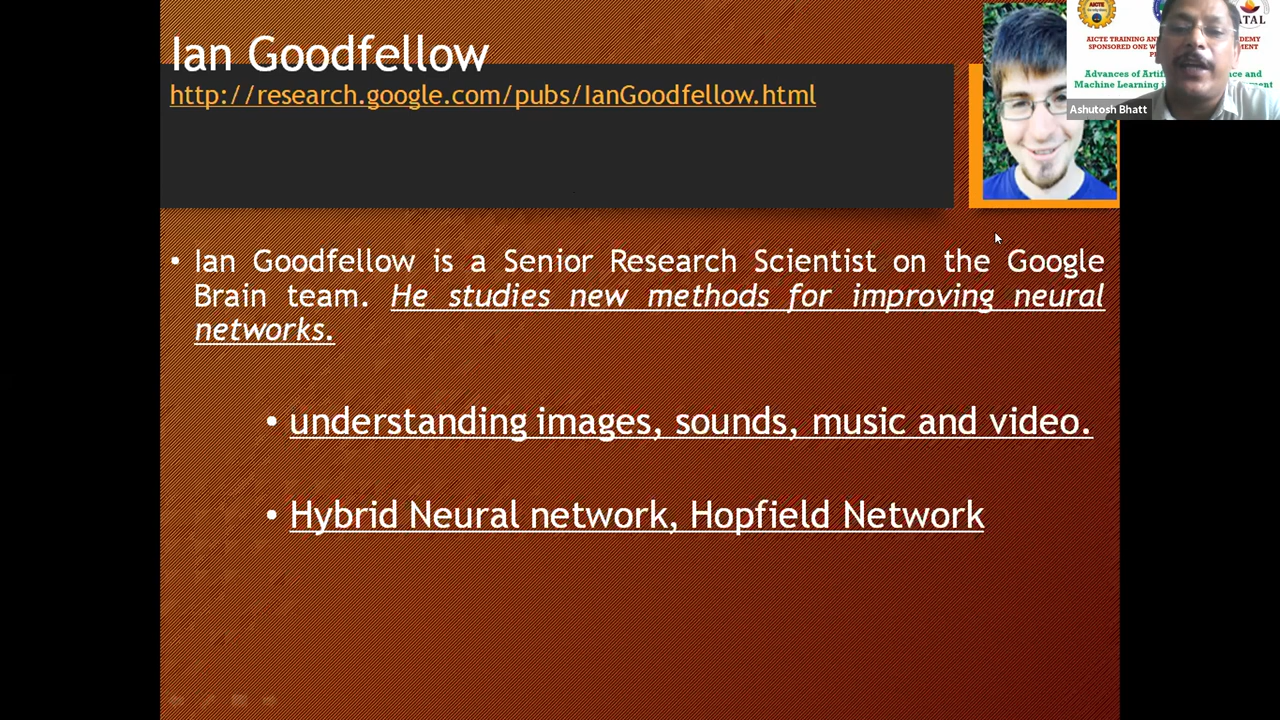 Ian Goodfellow
http://research.google.com/pubs/IanGoodfellow.html
• Ian Goodfellow is a Senior Research Scientist on the Google
Brain team. He studies new methods for improving neural
networks.
• understanding images, sounds, music and video.
• Hybrid Neural network, Hopfield Network
AICTE
ATAL
AICTE TRAINING AND
SPONSORED ONE
Advances of
Machine Learning
Ashutosh Bhatt